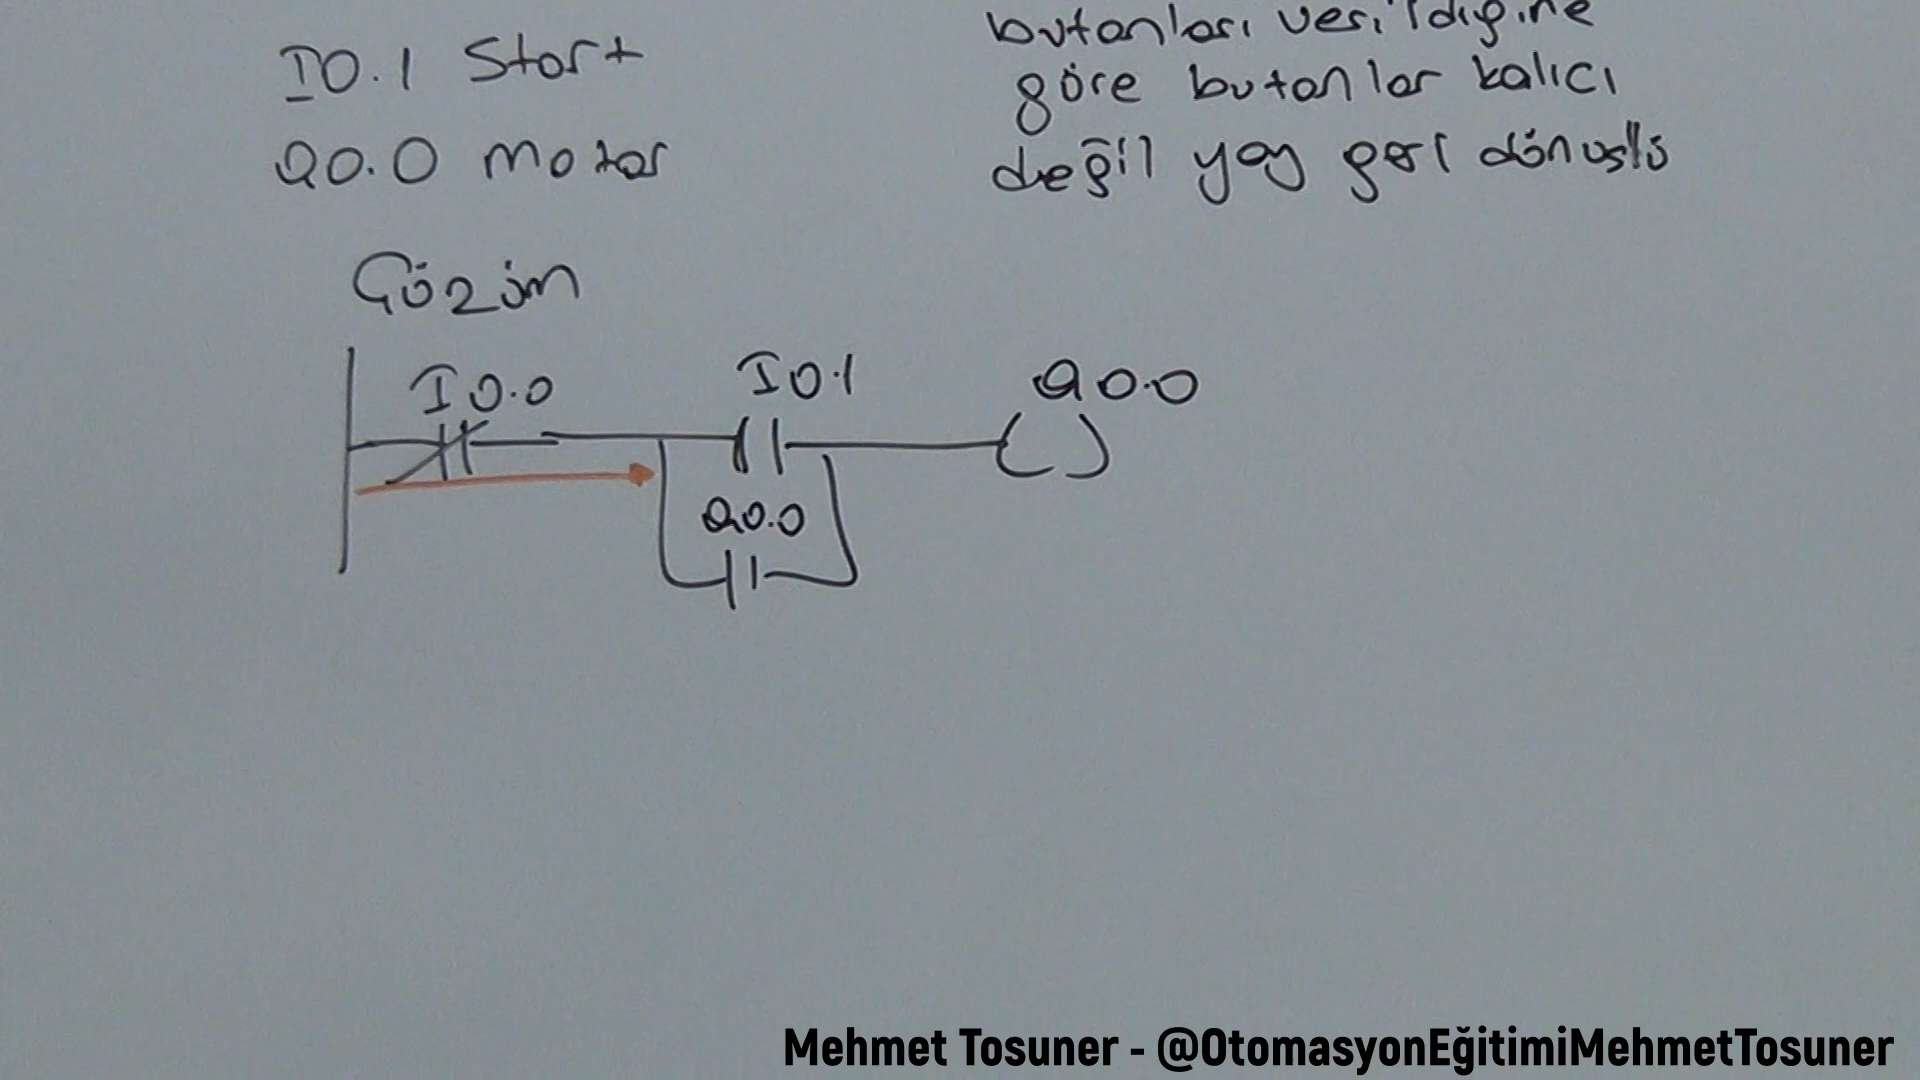 I0.1 Start
Q0.0 Motor
butonları verildiğine
göre butonlar kalıcı
değil yay geri dönüşlü
Çözüm
I0.0
I0.1
Q0.0
Q0.0
Mehmet Tosuner - @OtomasyonEğitimiMehmetTosuner